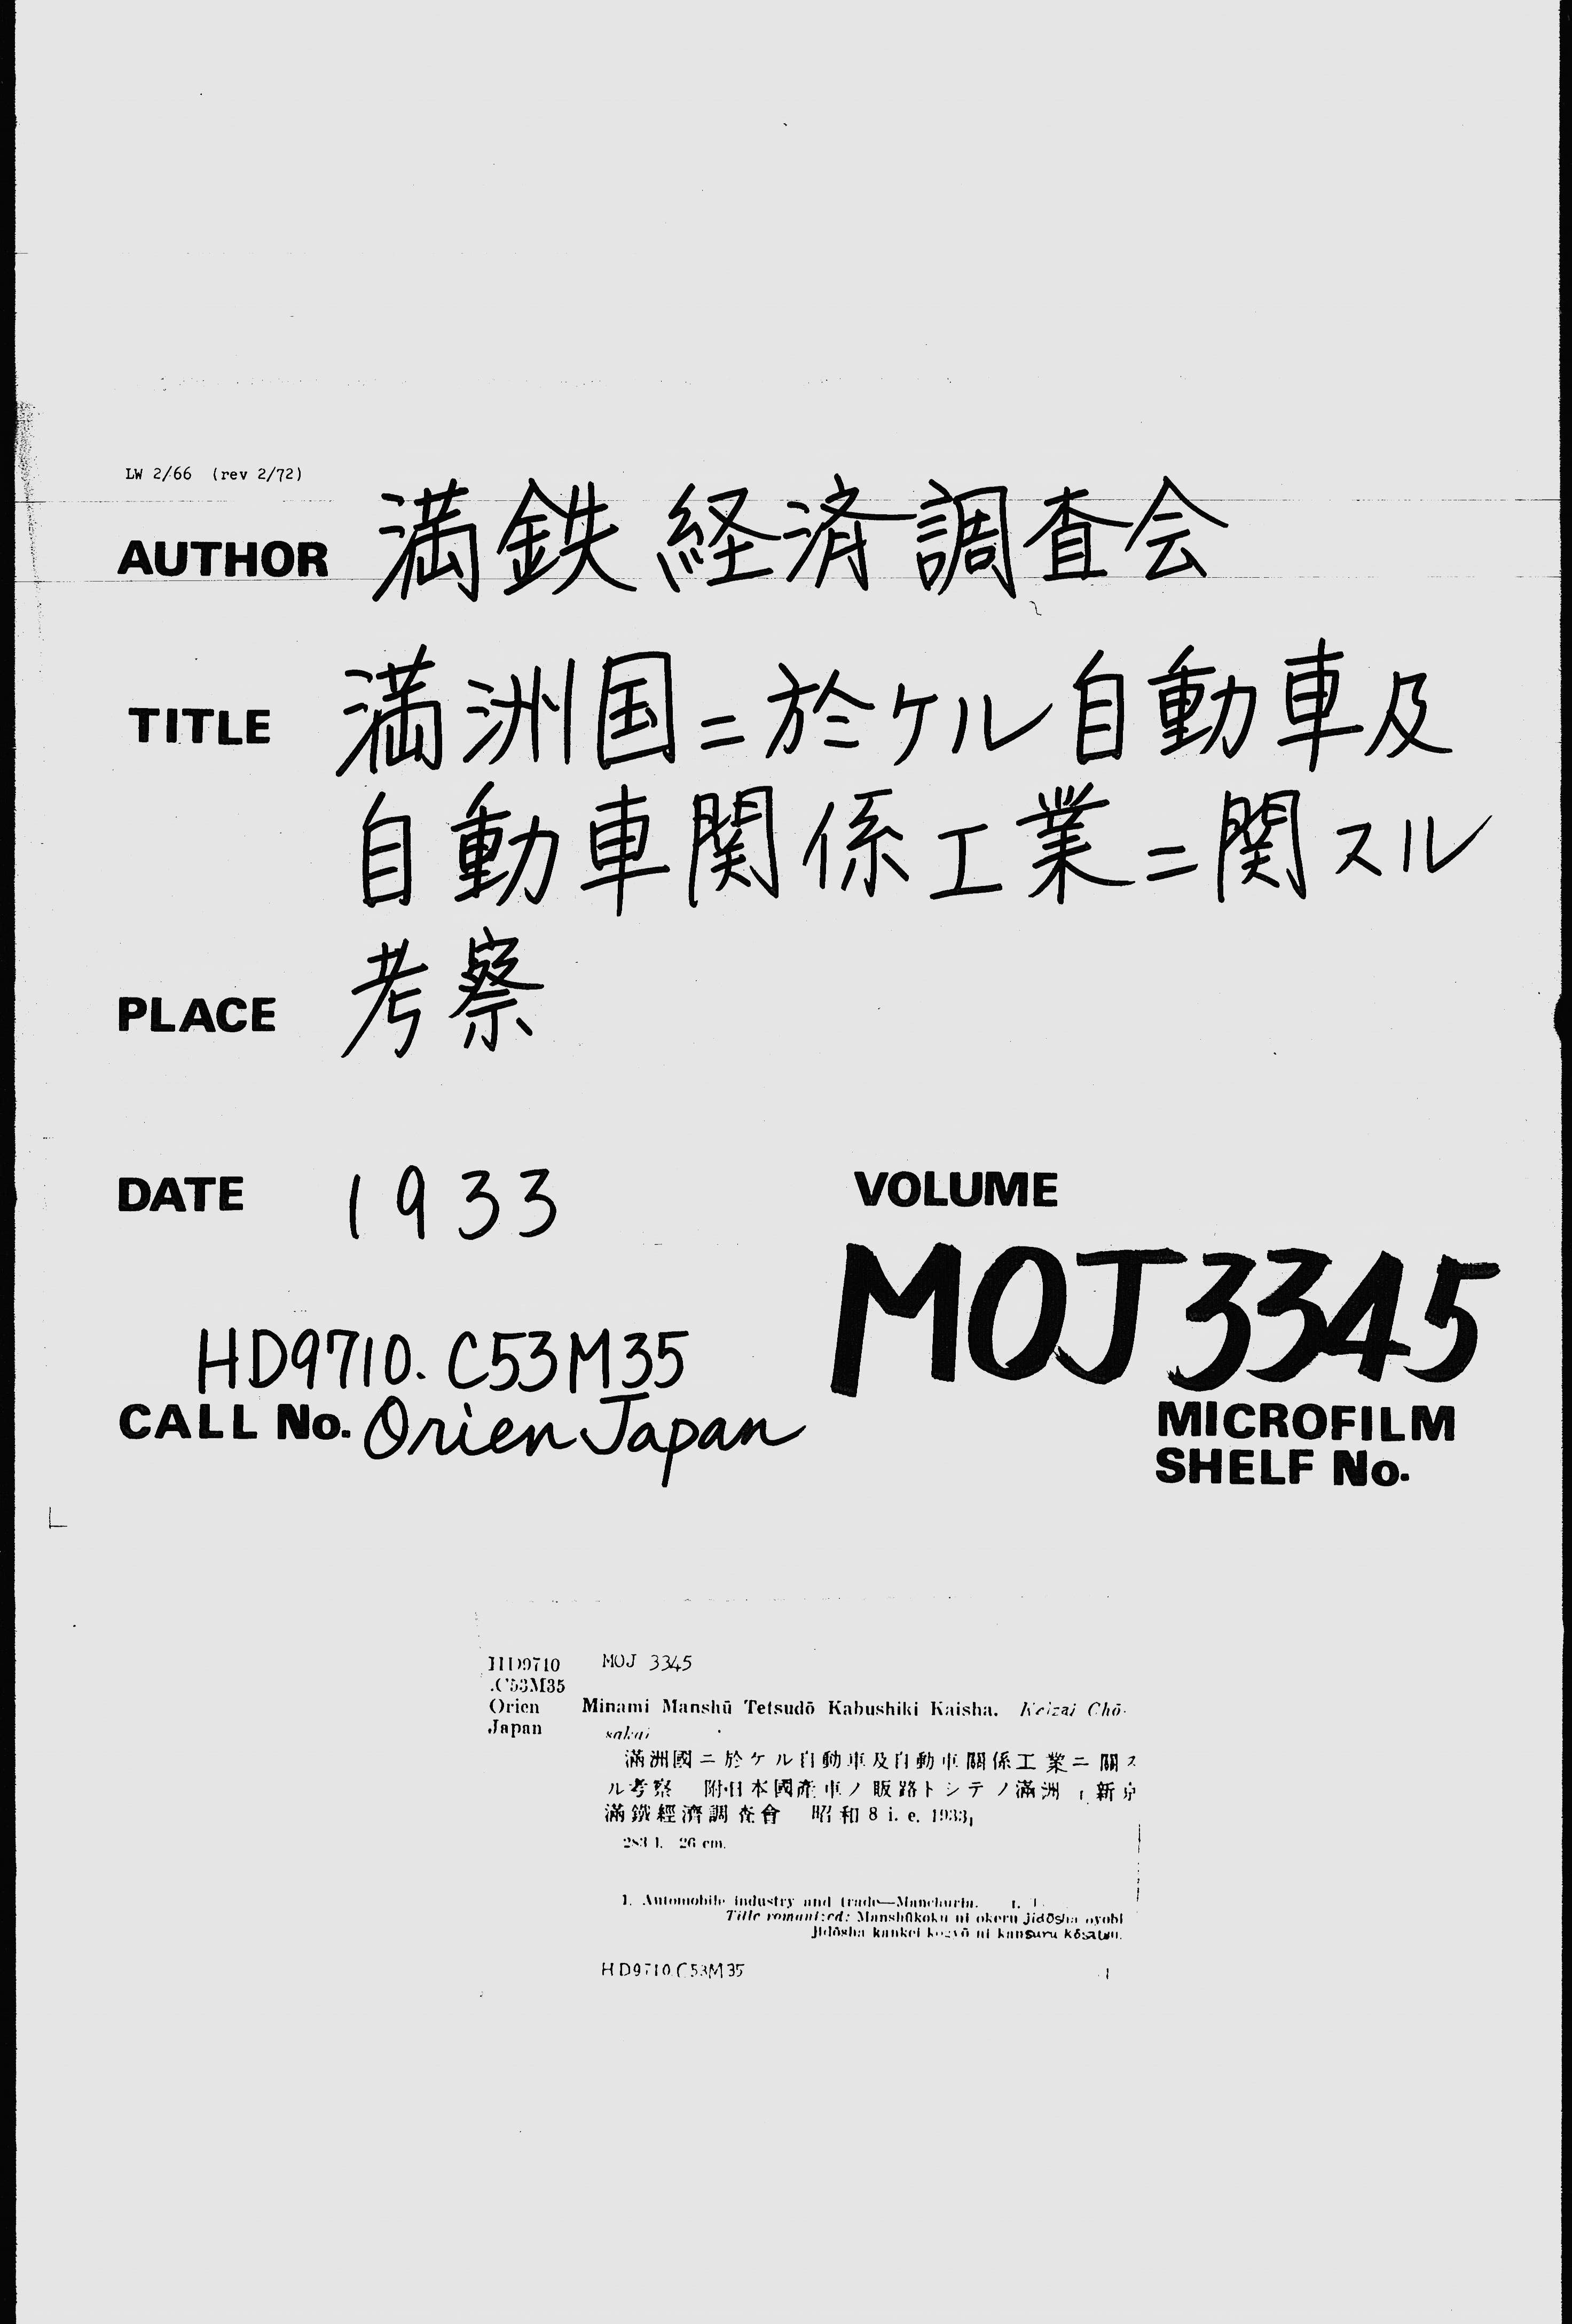 LW 2/66 (rev 2/72)
AUTHOR 満鉄経済調査会
TITLE 満洲国ニ於ケル自動車及
自動車関係工業ニ関スル
PLACE 考察
DATE 1933
VOLUME
MOJ 3345
HD9710.C53M35
CALL No. Orien Japan
MICROFILM
SHELF No.
HD9710 MOJ 3345
.C53M35
Orien Minami Manshū Tetsudō Kabushiki Kaisha. Keizai Chō-
Japan sakai
滿洲國ニ於ケル自動車及自動車關係工業ニ關ス
ル考察 附日本國產車ノ販路トシテノ滿洲 新京
滿鐵經濟調査會 昭和8 i. e. 1933,
283 l. 26 cm.
1. Automobile industry and trade—Manchuria. I. T.
Title romanized: Manshūkoku ni okeru jidōsha oyobi
jidōsha kankei kōgyō ni kansuru kōsatsu.
HD9710.C53M35